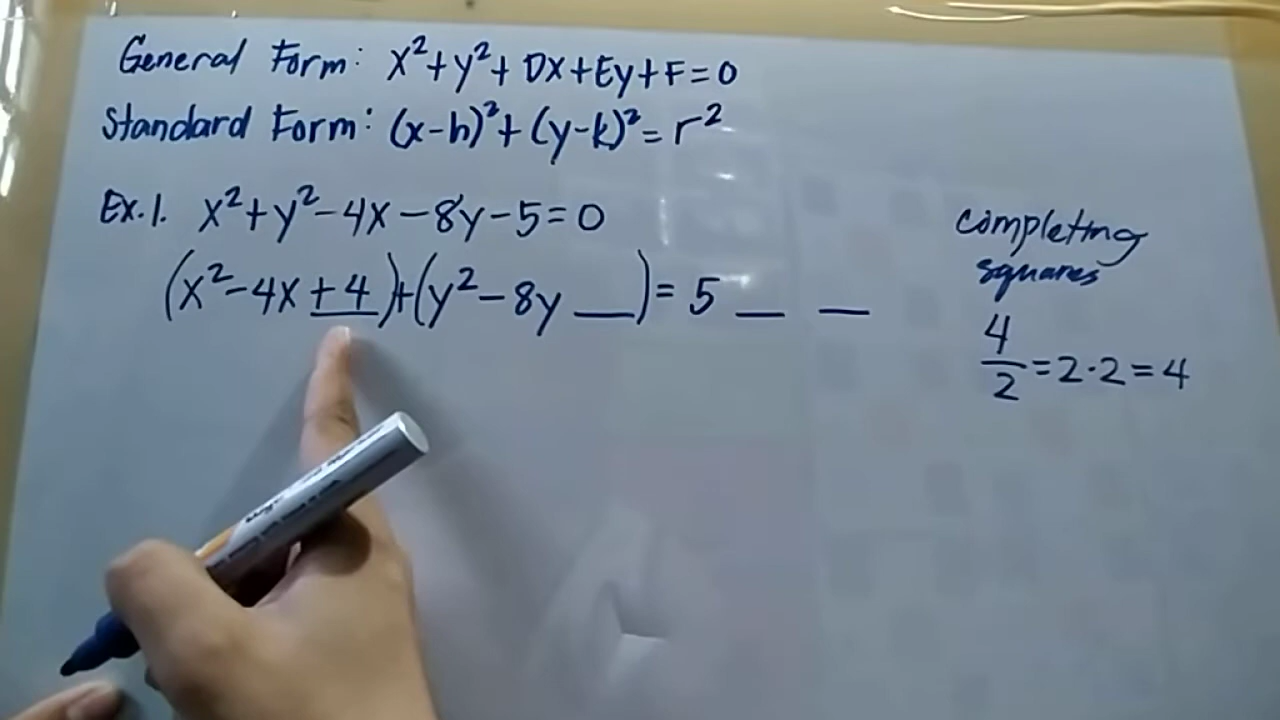 General Form: x²+y²+Dx+Ey+F=0
Standard Form: (x-h)²+(y-k)²=r²
Ex.1. x²+y²-4x-8y-5=0
(x²-4x+4)+(y²-8y __)=5 __ __
completing
squares
4/2=2·2=4